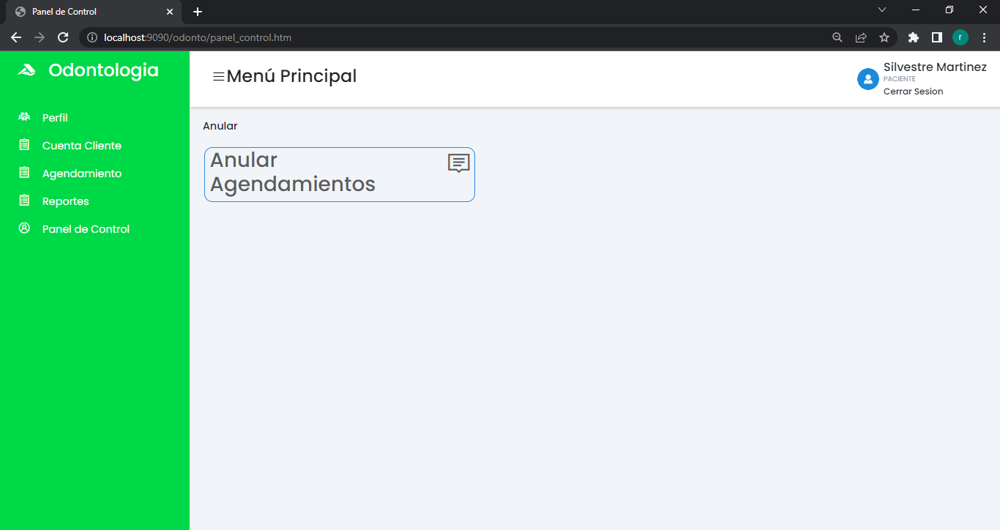 Panel de Control
localhost:9090/odonto/panel_control.htm
r
Odontologia
Perfil
Cuenta Cliente
Agendamiento
Reportes
Panel de Control
Menú Principal
Silvestre Martinez
PACIENTE
Cerrar Sesion
Anular
Anular
Agendamientos